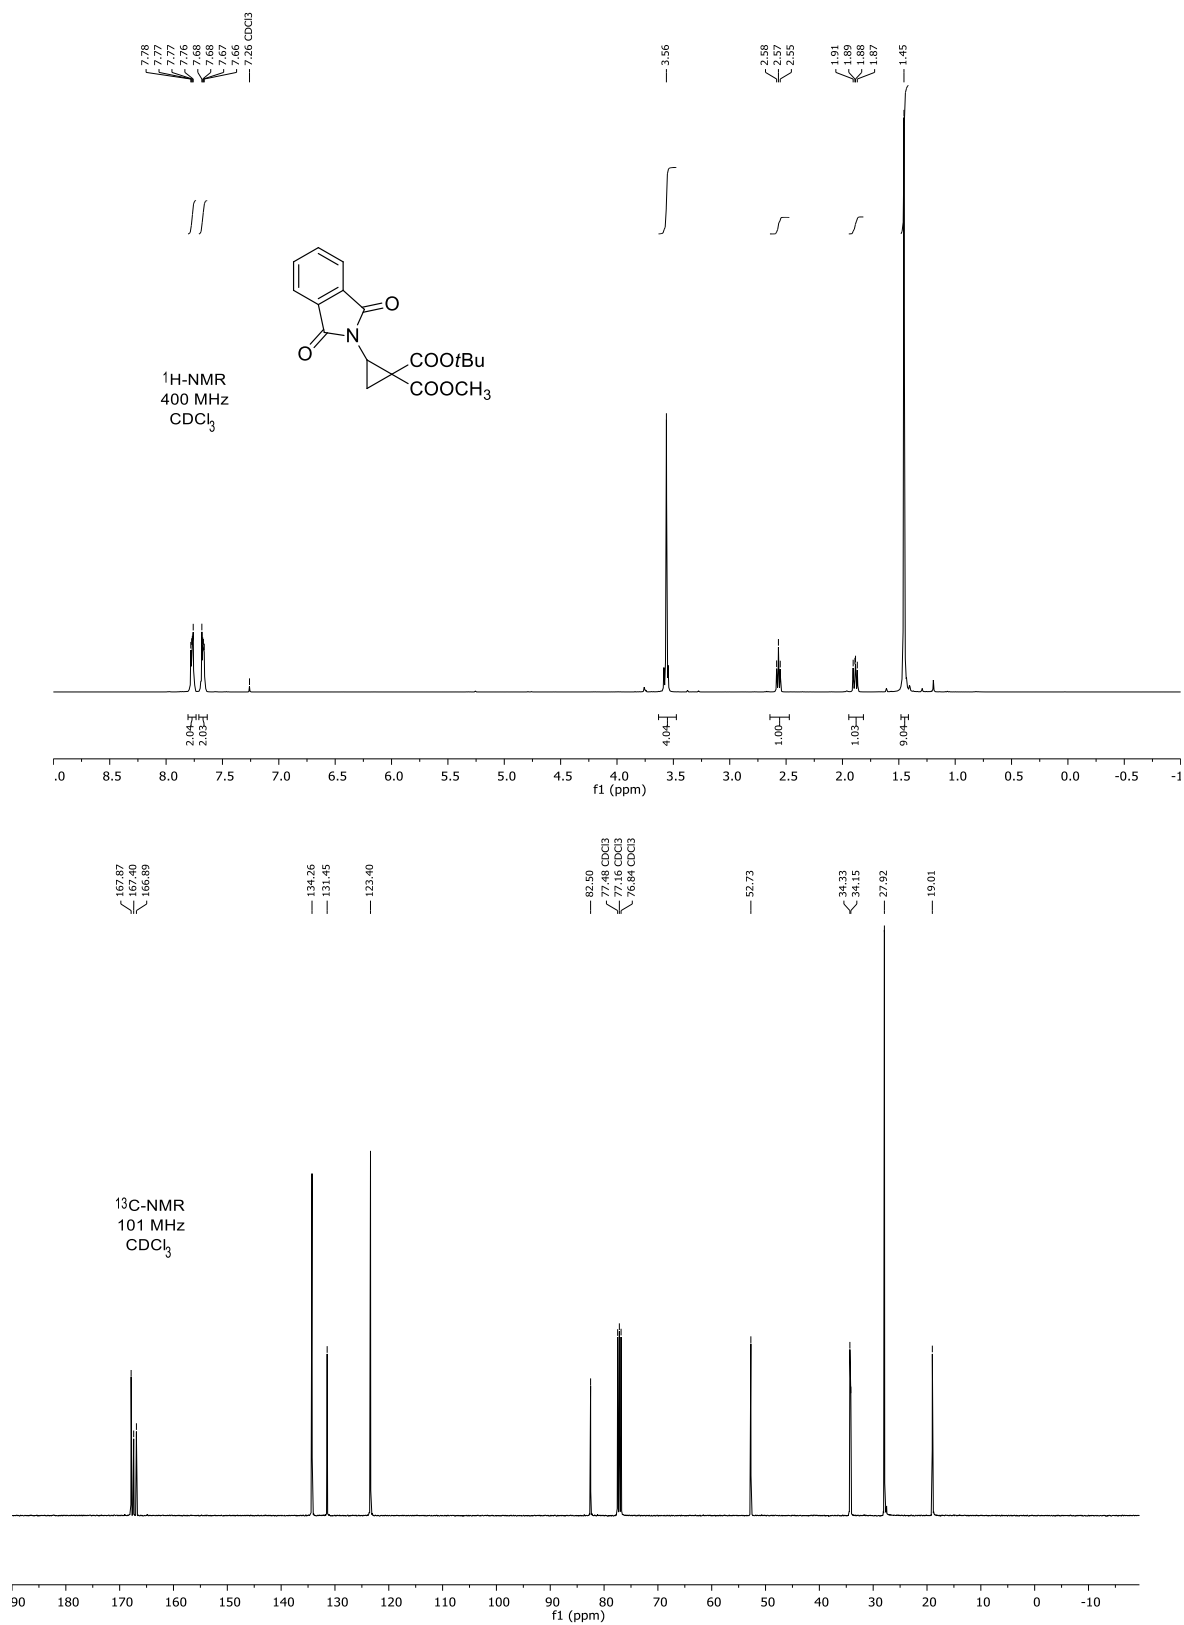 7.78
7.77
7.77
7.76
7.68
7.68
7.67
7.66
7.26 CDCl3
3.56
2.58
2.57
2.55
1.91
1.89
1.88
1.87
1.45
O
N
O
COOtBu
COOCH3
1H-NMR
400 MHz
CDCl3
2.04
2.03
4.04
1.00
1.03
9.04
.0 8.5 8.0 7.5 7.0 6.5 6.0 5.5 5.0 4.5 4.0 3.5 3.0 2.5 2.0 1.5 1.0 0.5 0.0 -0.5 -1
f1 (ppm)
167.87
167.40
166.89
134.26
131.45
123.40
82.50
77.48 CDCl3
77.16 CDCl3
76.84 CDCl3
52.73
34.33
34.15
27.92
19.01
13C-NMR
101 MHz
CDCl3
90 180 170 160 150 140 130 120 110 100 90 80 70 60 50 40 30 20 10 0 -10
f1 (ppm)